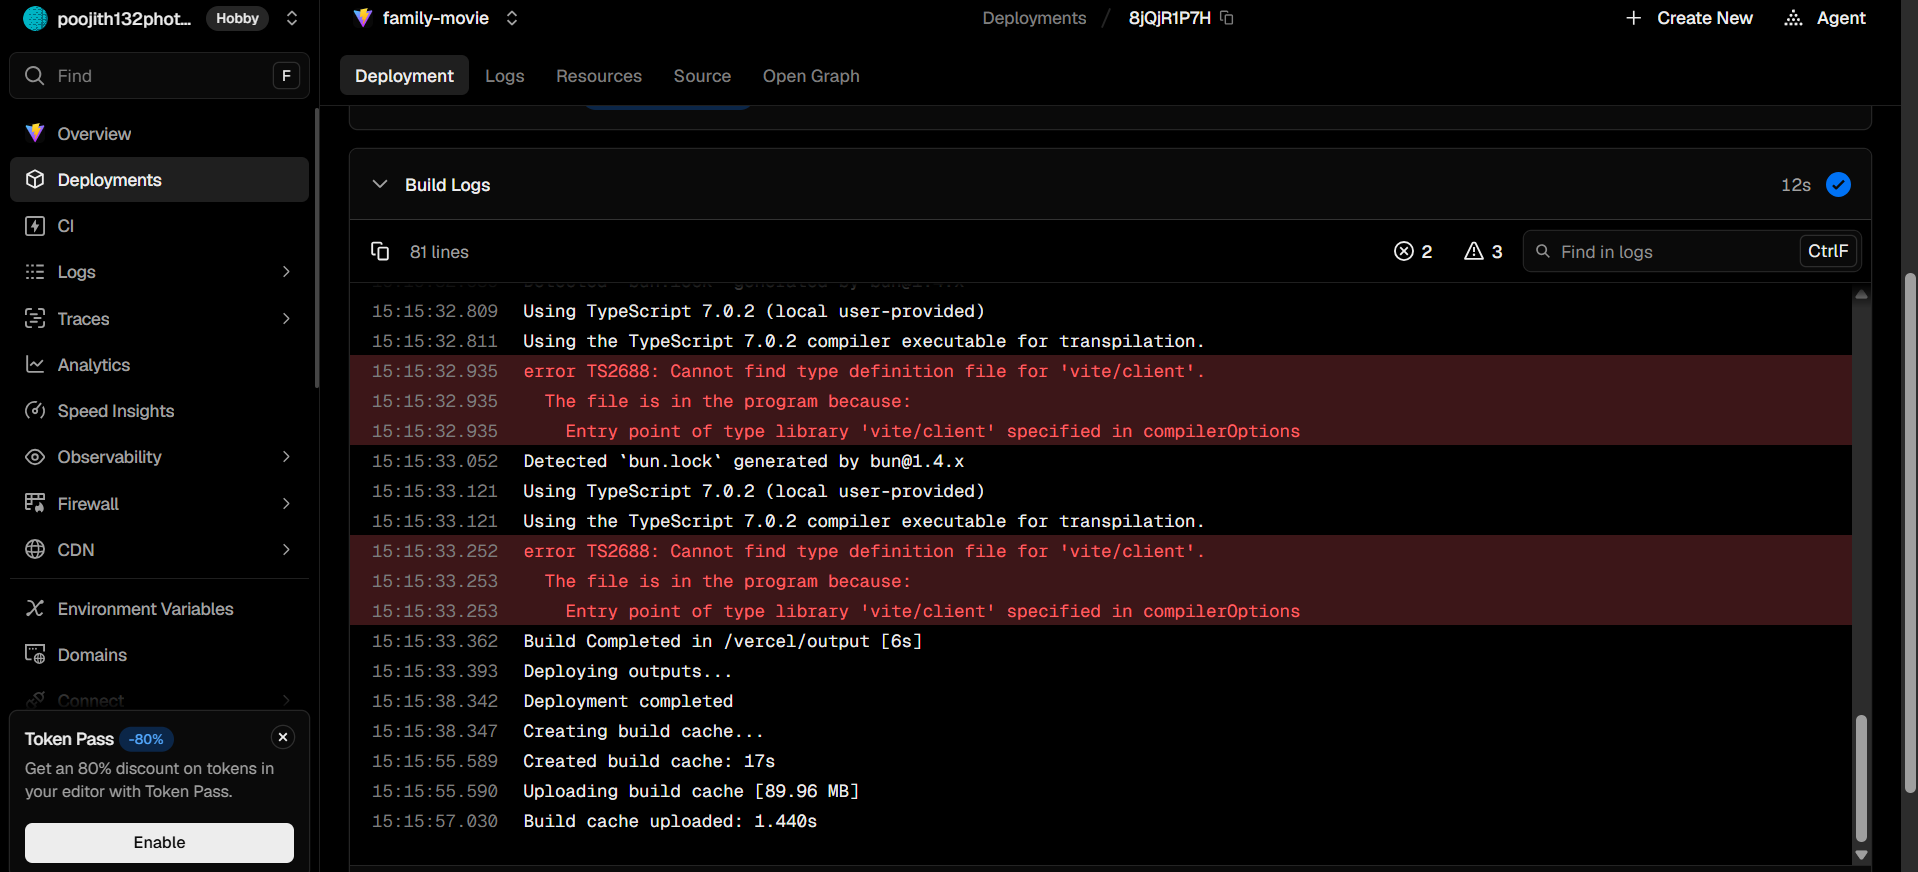 poojith132phot...
Hobby
family-movie
Deployments / 8jQjR1P7H
Create New
Agent
Find
F
Deployment
Logs
Resources
Source
Open Graph
Overview
Deployments
CI
Logs
Traces
Analytics
Speed Insights
Observability
Firewall
CDN
Environment Variables
Domains
Connect
Token Pass -80%
Get an 80% discount on tokens in
your editor with Token Pass.
Enable
Build Logs
12s
81 lines
2
3
Find in logs
CtrlF
15:15:32.809 Using TypeScript 7.0.2 (local user-provided)
15:15:32.811 Using the TypeScript 7.0.2 compiler executable for transpilation.
15:15:32.935 error TS2688: Cannot find type definition file for 'vite/client'.
15:15:32.935 The file is in the program because:
15:15:32.935 Entry point of type library 'vite/client' specified in compilerOptions
15:15:33.052 Detected `bun.lock` generated by bun@1.4.x
15:15:33.121 Using TypeScript 7.0.2 (local user-provided)
15:15:33.121 Using the TypeScript 7.0.2 compiler executable for transpilation.
15:15:33.252 error TS2688: Cannot find type definition file for 'vite/client'.
15:15:33.253 The file is in the program because:
15:15:33.253 Entry point of type library 'vite/client' specified in compilerOptions
15:15:33.362 Build Completed in /vercel/output [6s]
15:15:33.393 Deploying outputs...
15:15:38.342 Deployment completed
15:15:38.347 Creating build cache...
15:15:55.589 Created build cache: 17s
15:15:55.590 Uploading build cache [89.96 MB]
15:15:57.030 Build cache uploaded: 1.440s